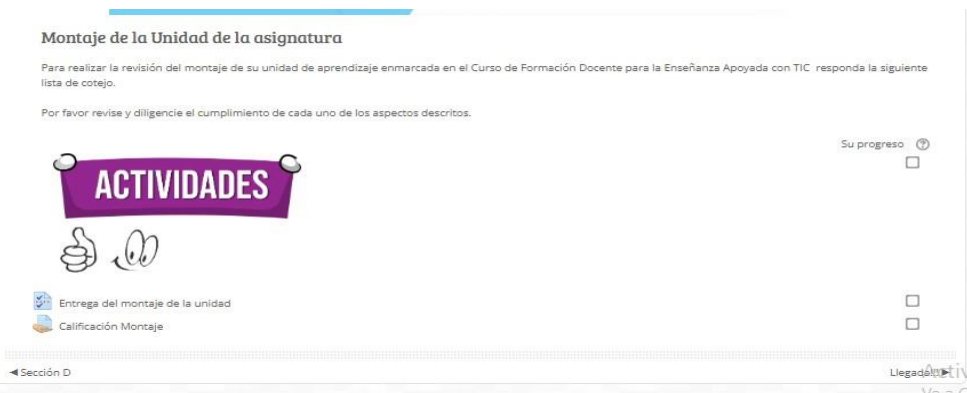 Montaje de la Unidad de la asignatura
Para realizar la revisión del montaje de su unidad de aprendizaje enmarcada en el Curso de Formación Docente para la Enseñanza Apoyada con TIC responda la siguiente
lista de cotejo.
Por favor revise y diligencie el cumplimiento de cada uno de los aspectos descritos.
Su progreso
ACTIVIDADES
Entrega del montaje de la unidad
Calificación Montaje
◄ Sección D